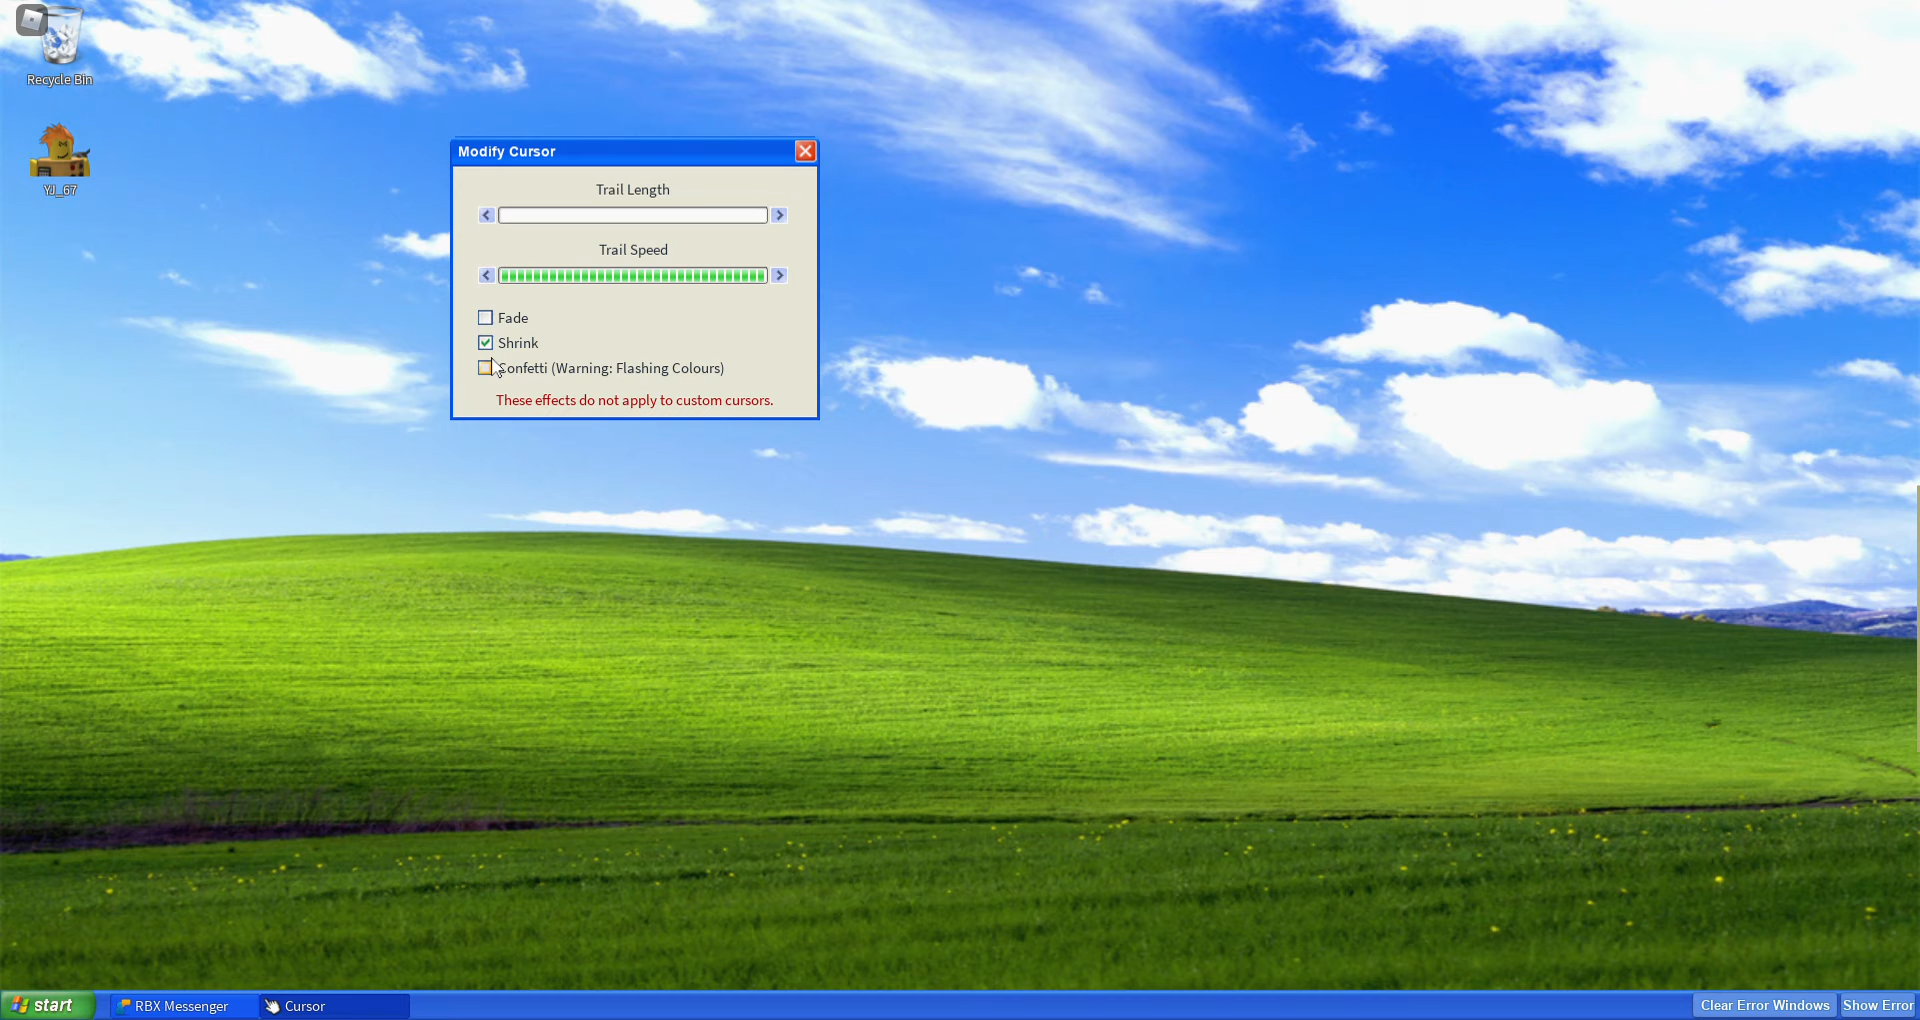 Recycle Bin
YJ_67
Modify Cursor
Trail Length
Trail Speed
Fade
Shrink
(Warning: Flashing Colours)
These effects do not apply to custom cursors.
start
RBX Messenger
Cursor
Clear Error Windows
Show Error